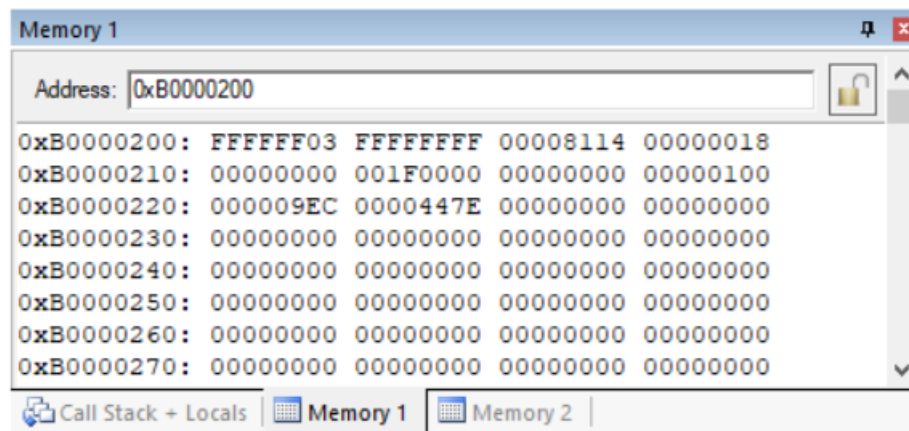 Memory 1
Address: 0xB0000200
0xB0000200: FFFFFF03 FFFFFFFF 00008114 00000018
0xB0000210: 00000000 001F0000 00000000 00000100
0xB0000220: 000009EC 0000447E 00000000 00000000
0xB0000230: 00000000 00000000 00000000 00000000
0xB0000240: 00000000 00000000 00000000 00000000
0xB0000250: 00000000 00000000 00000000 00000000
0xB0000260: 00000000 00000000 00000000 00000000
0xB0000270: 00000000 00000000 00000000 00000000
Call Stack + Locals Memory 1 Memory 2